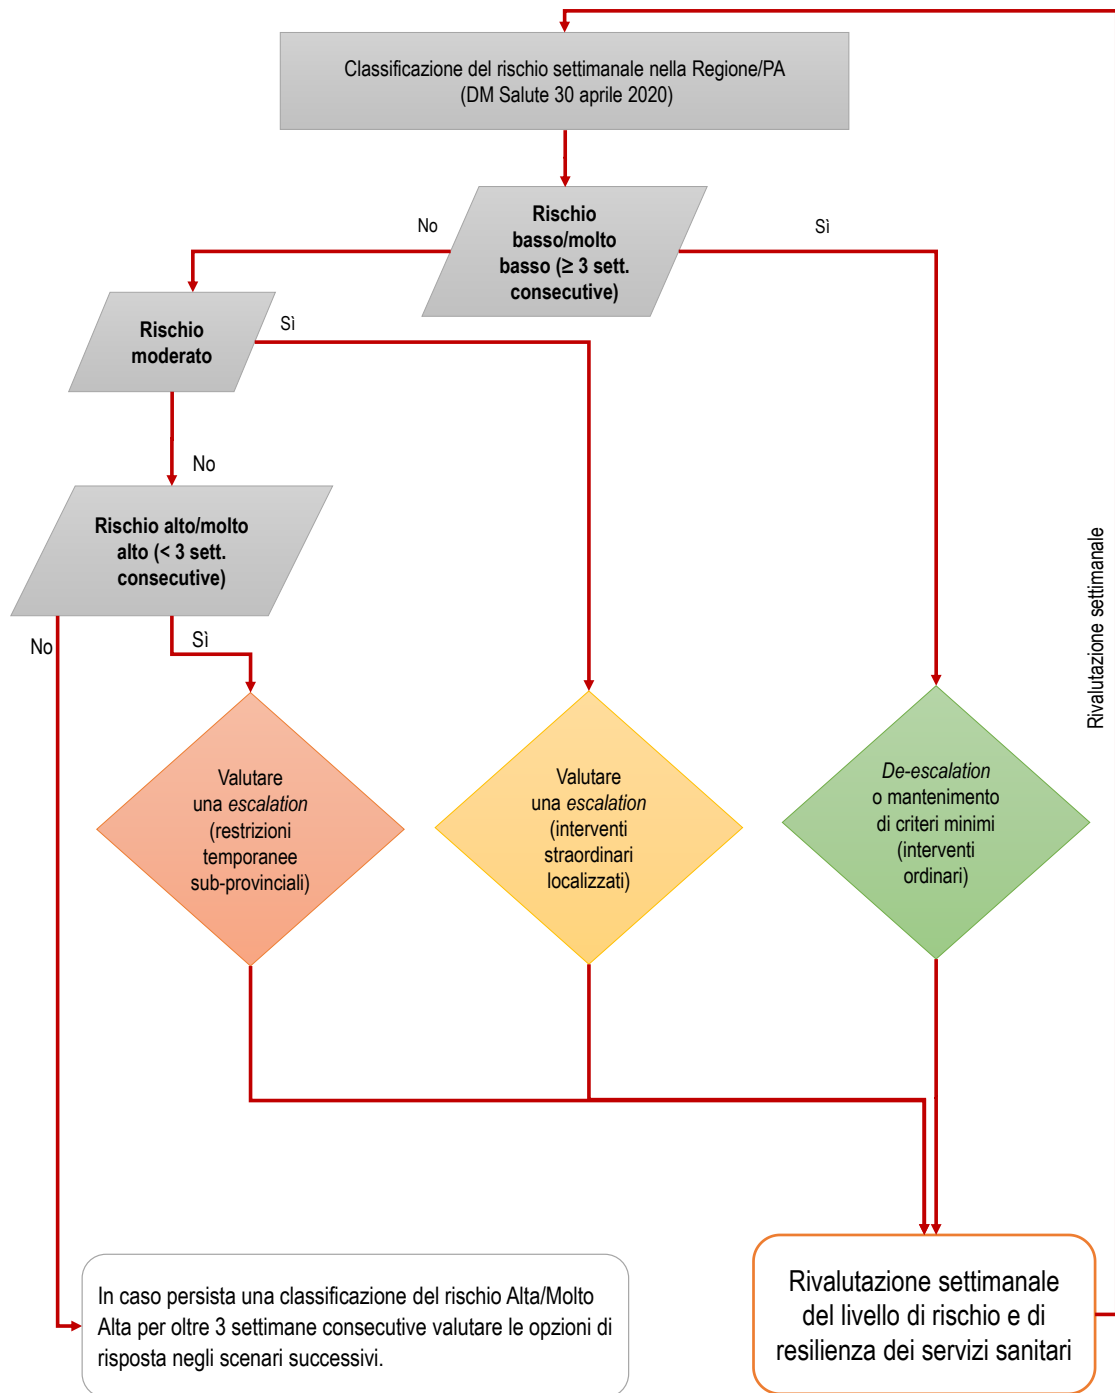 Classificazione del rischio settimanale nella Regione/PA
(DM Salute 30 aprile 2020)
Rischio
basso/molto
basso (≥ 3 sett.
consecutive)
No
Sì
Rischio
moderato
Sì
No
Rischio alto/molto
alto (< 3 sett.
consecutive)
No
Sì
Valutare
una escalation
(restrizioni
temporanee
sub-provinciali)
Valutare
una escalation
(interventi
straordinari
localizzati)
De-escalation
o mantenimento
di criteri minimi
(interventi
ordinari)
Rivalutazione settimanale
In caso persista una classificazione del rischio Alta/Molto
Alta per oltre 3 settimane consecutive valutare le opzioni di
risposta negli scenari successivi.
Rivalutazione settimanale
del livello di rischio e di
resilienza dei servizi sanitari